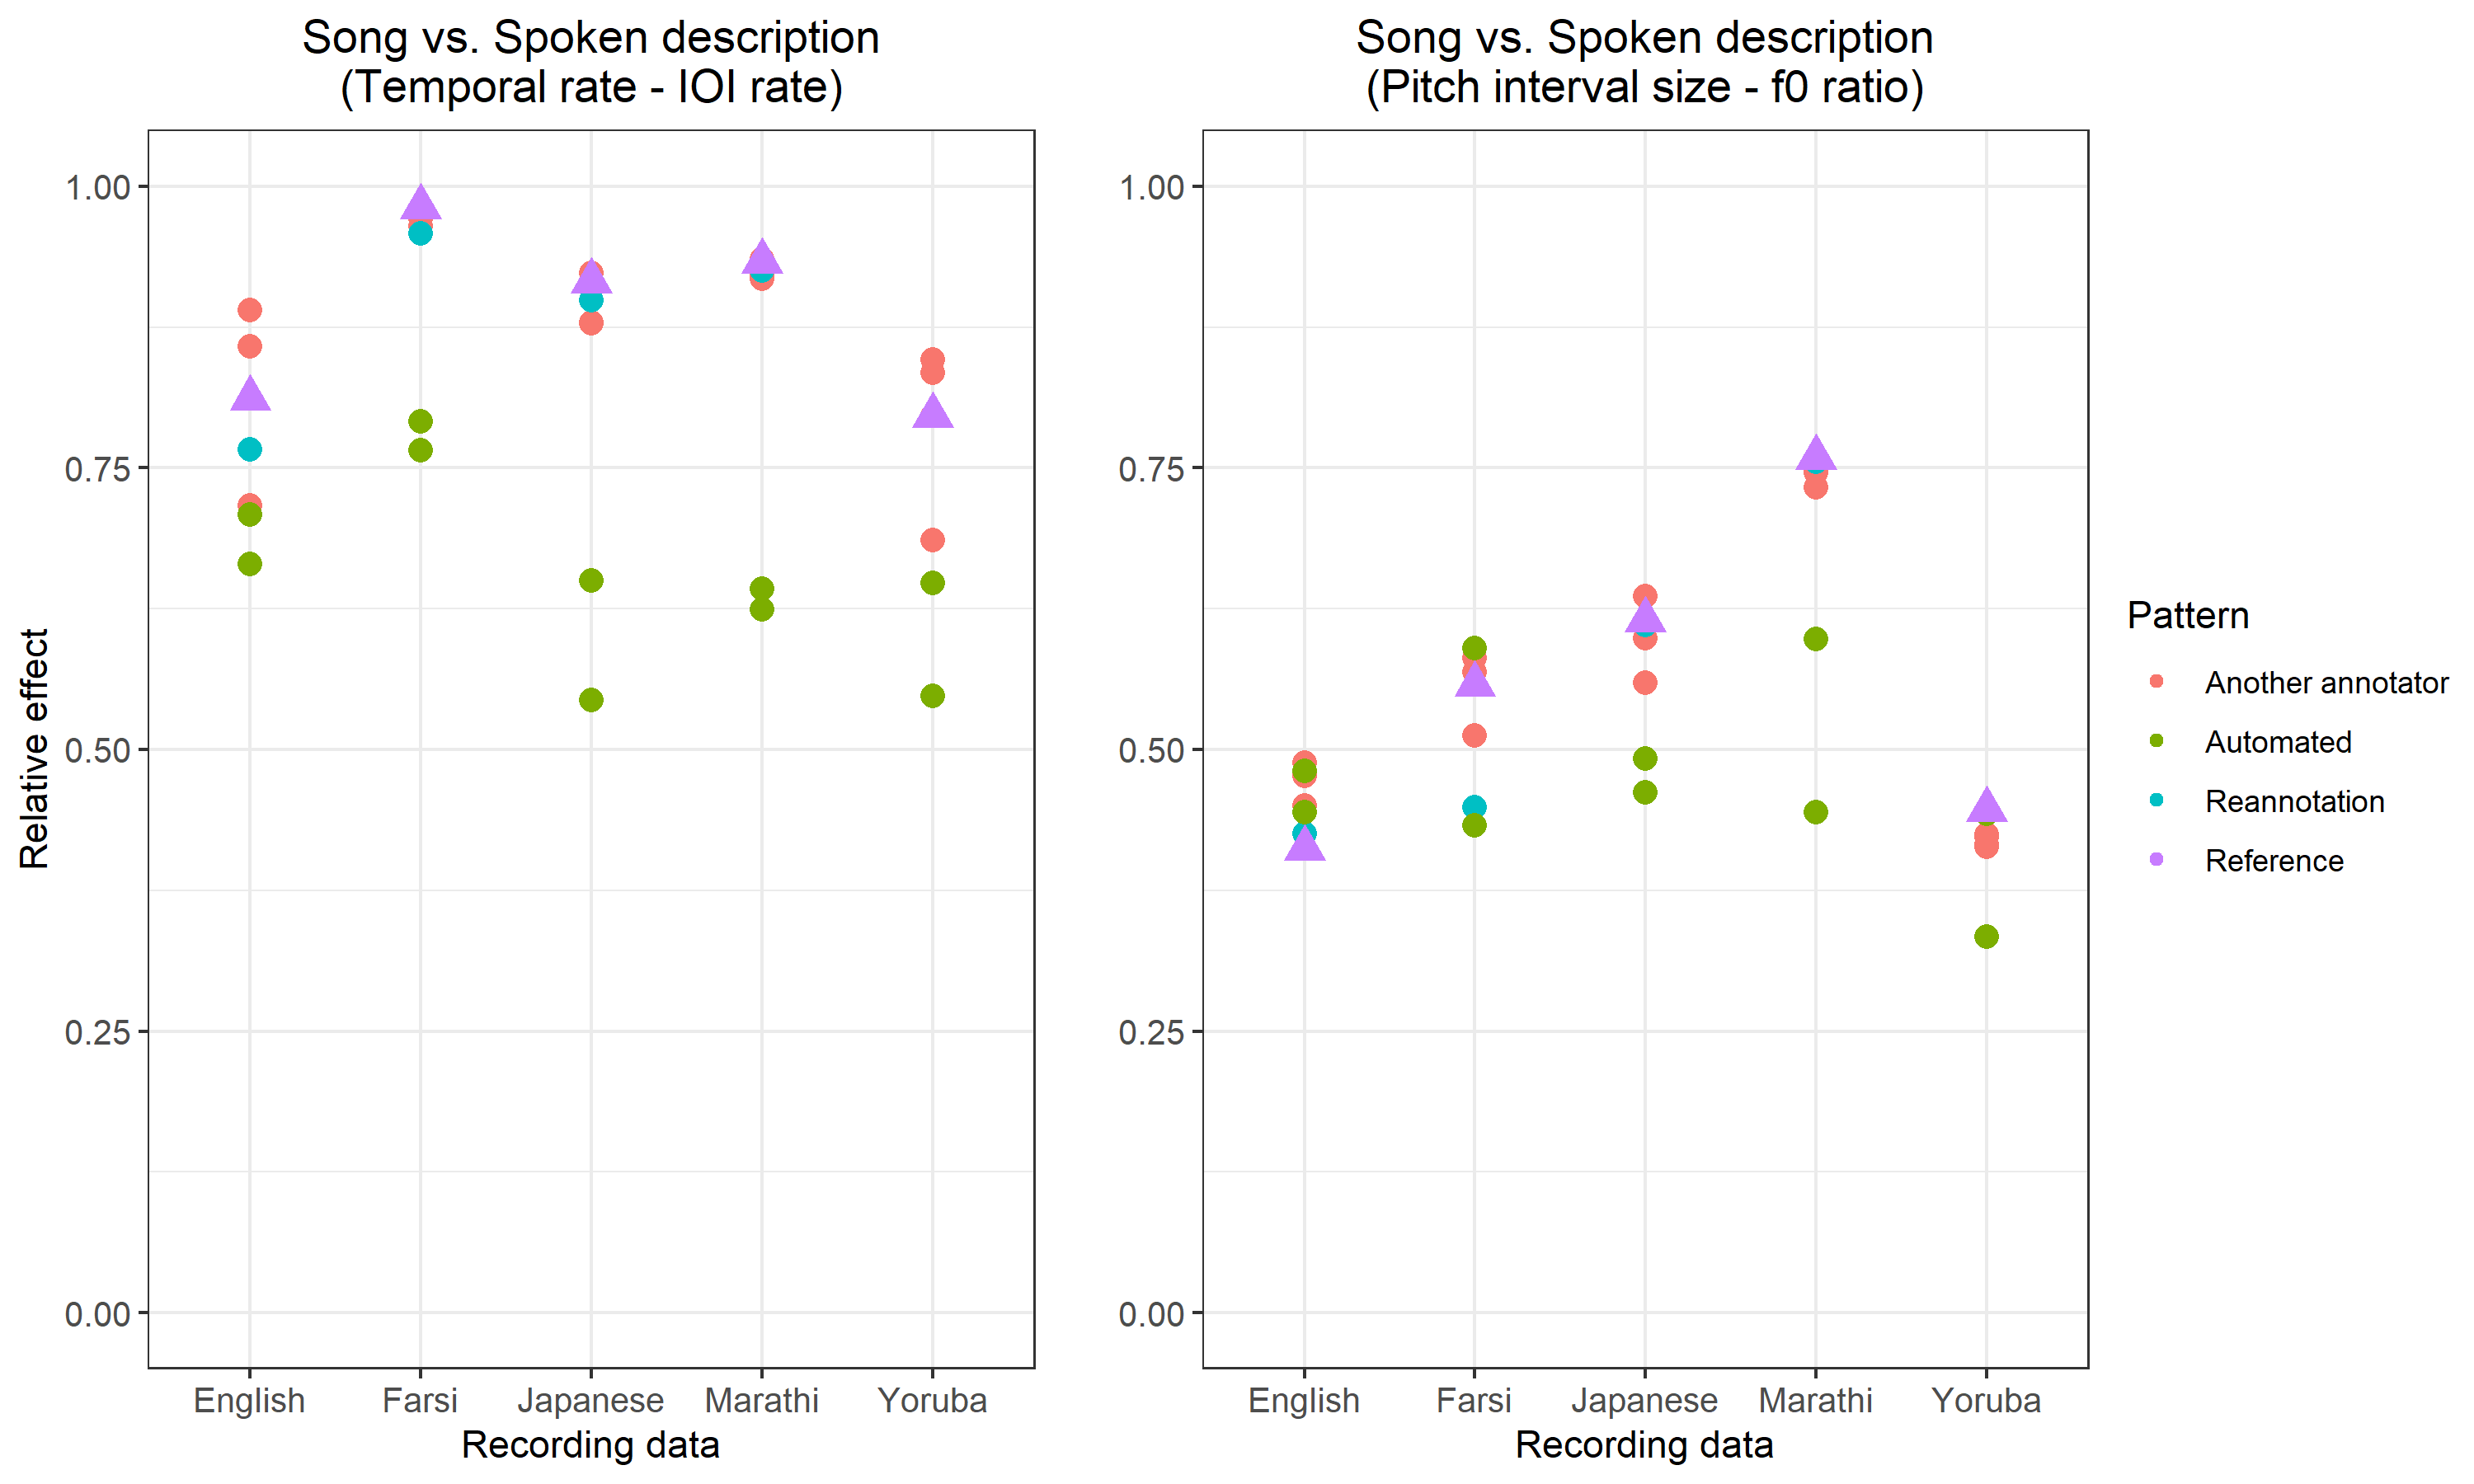 Song vs. Spoken description
(Temporal rate - IOI rate)
Relative effect
1.00
0.75
0.50
0.25
0.00
English Farsi Japanese Marathi Yoruba
Recording data
Song vs. Spoken description
(Pitch interval size - f0 ratio)
1.00
0.75
0.50
0.25
0.00
English Farsi Japanese Marathi Yoruba
Recording data
Pattern
Another annotator
Automated
Reannotation
Reference